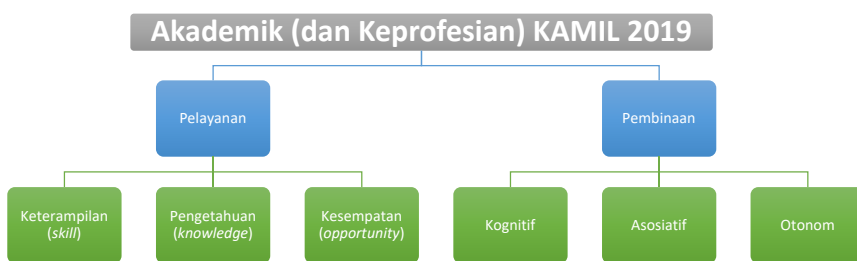 Akademik (dan Keprofesian) KAMIL 2019
Pelayanan
Pembinaan
Keterampilan
(skill)
Pengetahuan
(knowledge)
Kesempatan
(opportunity)
Kognitif
Asosiatif
Otonom